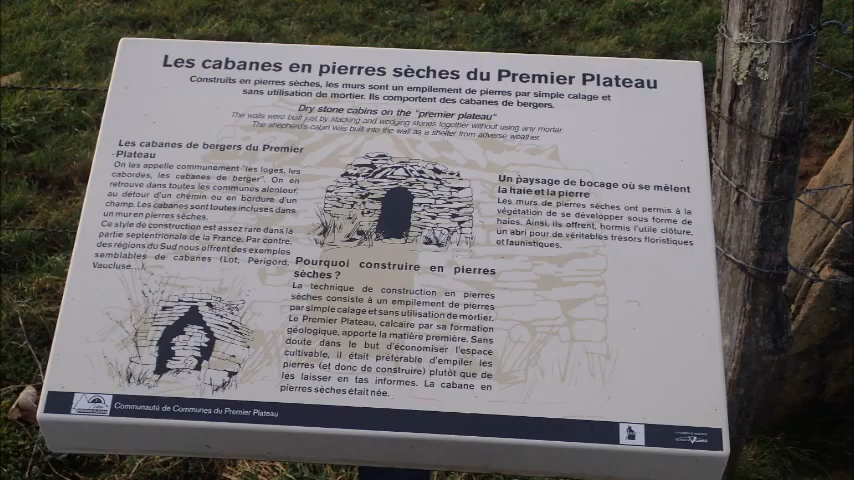 Les cabanes en pierres sèches du Premier Plateau
Construits en pierres sèches, les murs sont un empilement de pierres par simple calage et
sans utilisation de mortier. Ils comportent des cabanes de bergers.
Dry stone cabins on the "premier plateau"
The walls were built just by stacking and wedging stones together without using any mortar.
The shepherd's cabin was built into the wall as a shelter from adverse weather.
Les cabanes de bergers du Premier
Plateau
On les appelle communément "les loges, les
cabordes, les cabanes de berger". On en
retrouve dans toutes les communes alentour,
au détour d'un chemin ou en bordure d'un
champ. Les cabanes sont toutes incluses dans
un mur en pierres sèches.
Ce style de construction est assez rare dans la
partie septentrionale de la France. Par contre,
des régions du Sud nous offrent des exemples
semblables de cabanes (Lot, Périgord,
Vaucluse...).
Pourquoi construire en pierres
sèches ?
La technique de construction en pierres
sèches consiste à un empilement de pierres
par simple calage et sans utilisation de mortier.
Le Premier Plateau, calcaire par sa formation
géologique, apporte la matière première. Sans
doute dans le but d'économiser l'espace
cultivable, il était préférable d'empiler les
pierres (et donc de construire) plutôt que de
les laisser en tas informes. La cabane en
pierres sèches était née.
Un paysage de bocage où se mêlent
la haie et la pierre
Les murs de pierres sèches ont permis à la
végétation de se développer sous forme de
haies. Ainsi, ils offrent, hormis l'utile clôture,
un abri pour de véritables trésors floristiques
et faunistiques.
Communauté de Communes du Premier Plateau